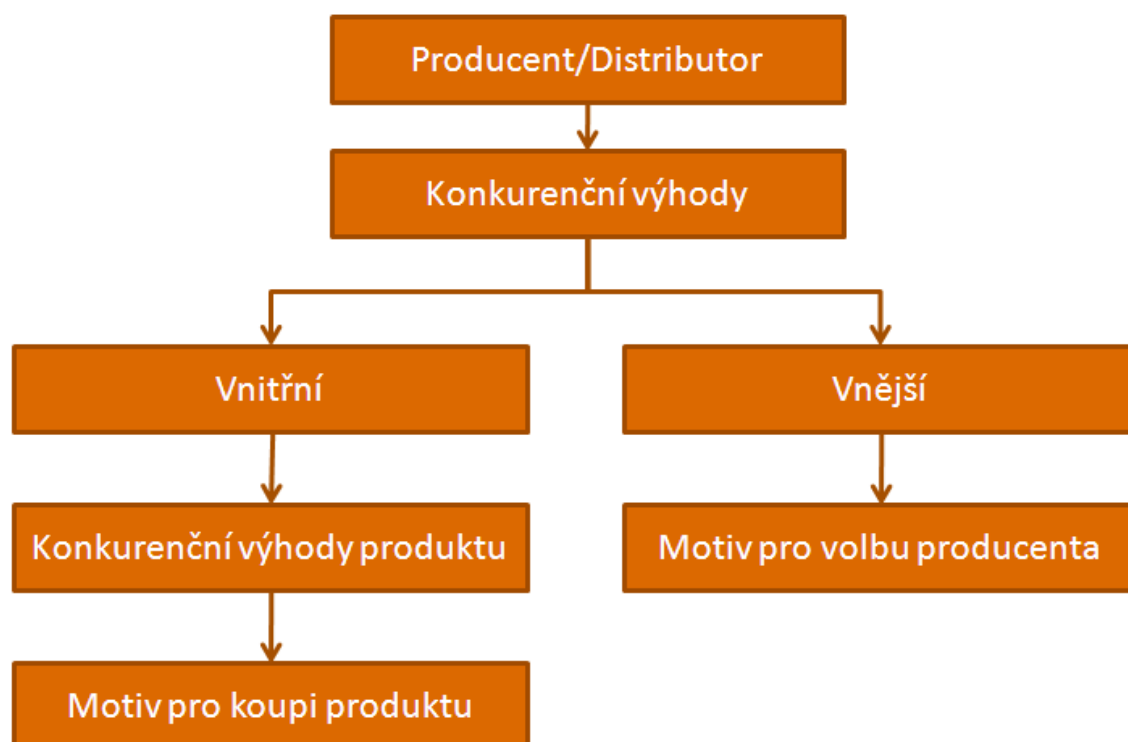 Producent/Distributor
Konkurenční výhody
Vnitřní
Vnější
Konkurenční výhody produktu
Motiv pro volbu producenta
Motiv pro koupi produktu